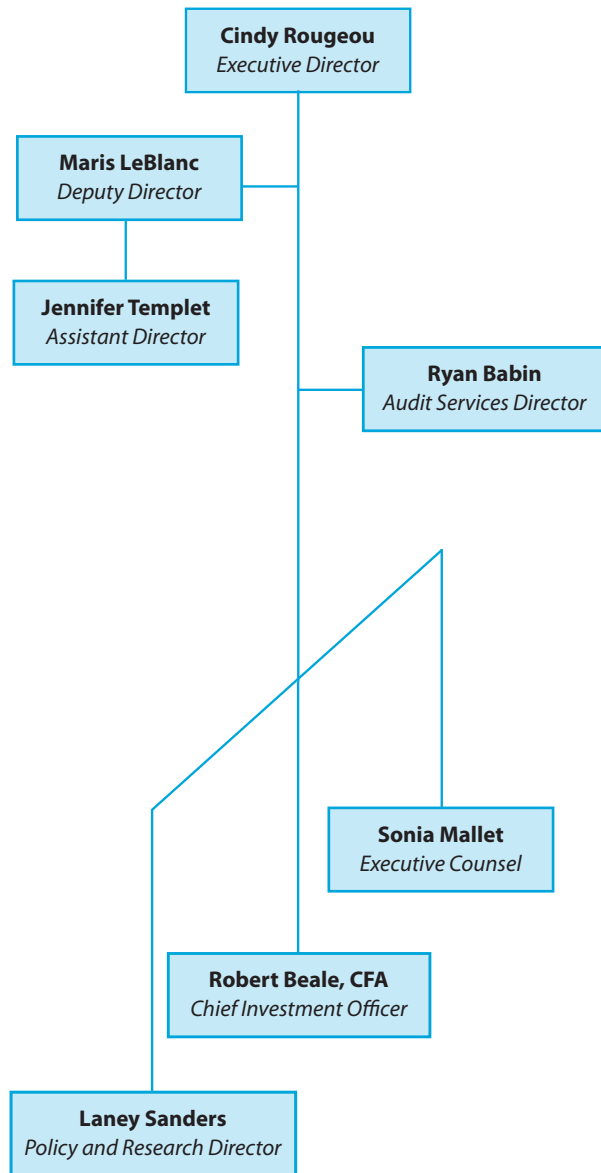 Cindy Rougeou
Executive Director
Maris LeBlanc
Deputy Director
Jennifer Templet
Assistant Director
Ryan Babin
Audit Services Director
Sonia Mallet
Executive Counsel
Robert Beale, CFA
Chief Investment Officer
Laney Sanders
Policy and Research Director